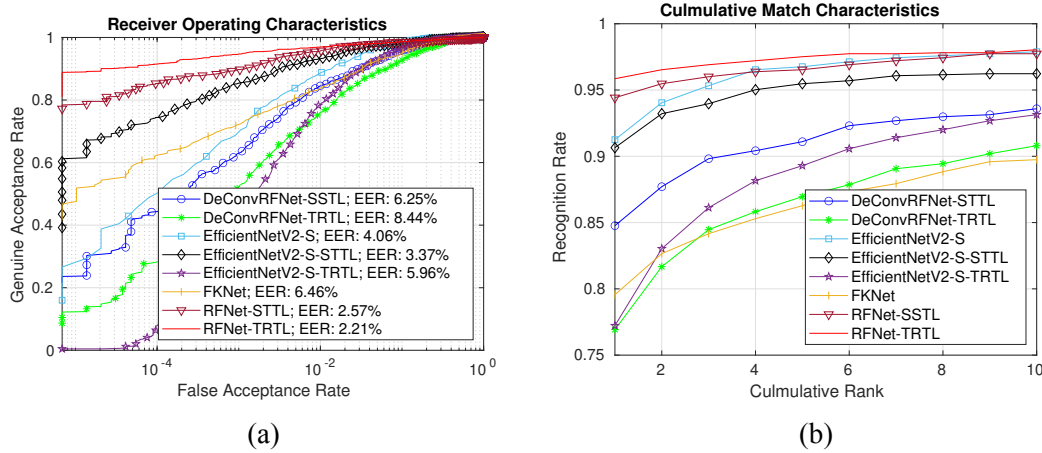 Receiver Operating Characteristics
1
0.8
0.6
0.4
0.2
0
Genuine Acceptance Rate
DeConvRFNet-SSTL; EER: 6.25%
DeConvRFNet-TRTL; EER: 8.44%
EfficientNetV2-S; EER: 4.06%
EfficientNetV2-S-STTL; EER: 3.37%
EfficientNetV2-S-TRTL; EER: 5.96%
FKNet; EER: 6.46%
RFNet-STTL; EER: 2.57%
RFNet-TRTL; EER: 2.21%
10^-4
10^-2
10^0
False Acceptance Rate
(a)
Culmulative Match Characteristics
1
0.95
0.9
0.85
0.8
0.75
Recognition Rate
DeConvRFNet-STTL
DeConvRFNet-TRTL
EfficientNetV2-S
EfficientNetV2-S-STTL
EfficientNetV2-S-TRTL
FKNet
RFNet-SSTL
RFNet-TRTL
2
4
6
8
10
Culmulative Rank
(b)